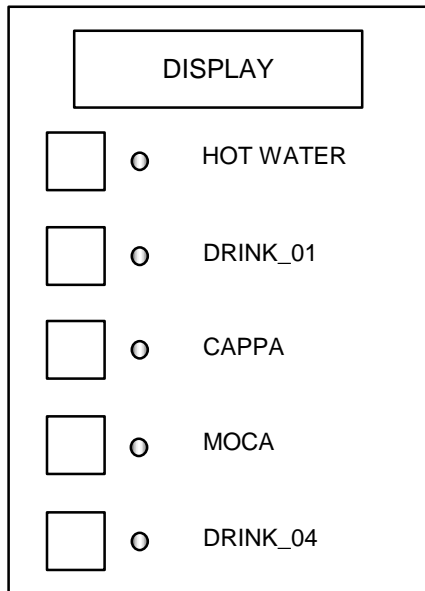 DISPLAY
HOT WATER
DRINK_01
CAPPA
MOCA
DRINK_04